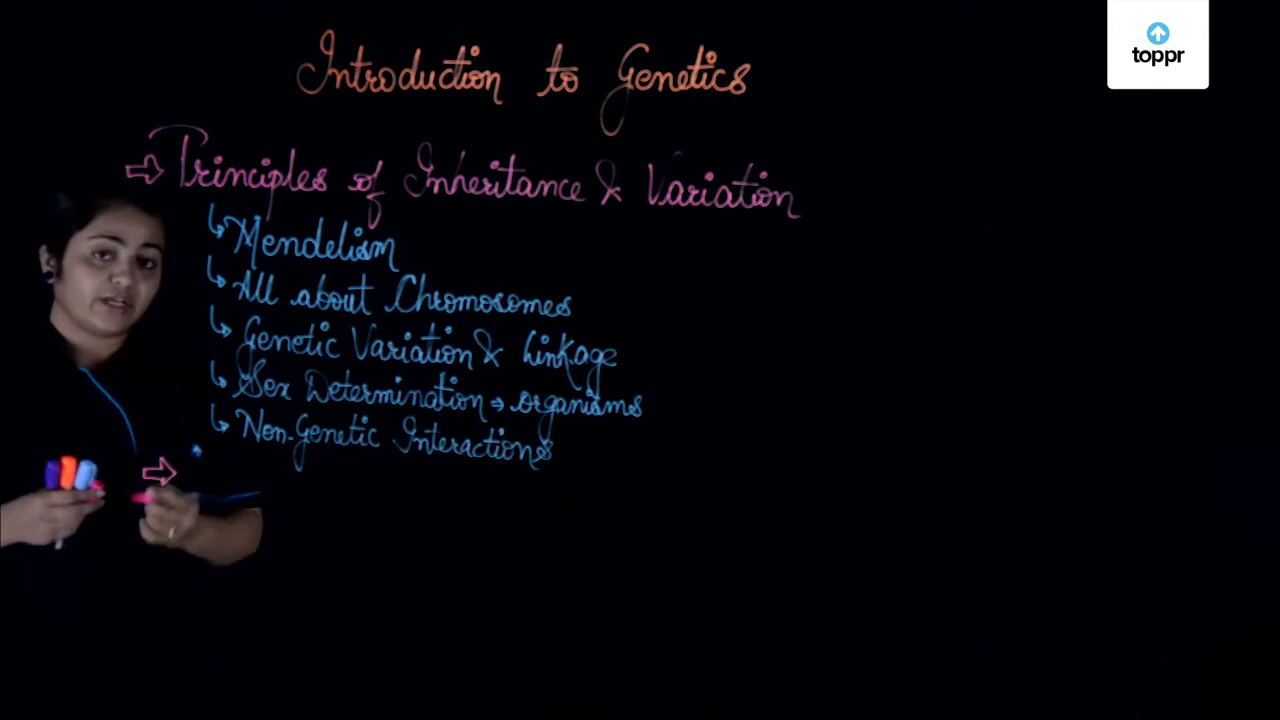 toppr
Introduction to Genetics
⇨ Principles of Inheritance & Variation
↳ Mendelism
↳ All about Chromosomes
↳ Genetic Variation & Linkage
↳ Sex Determination → organisms
↳ Non-Genetic Interactions
⇨